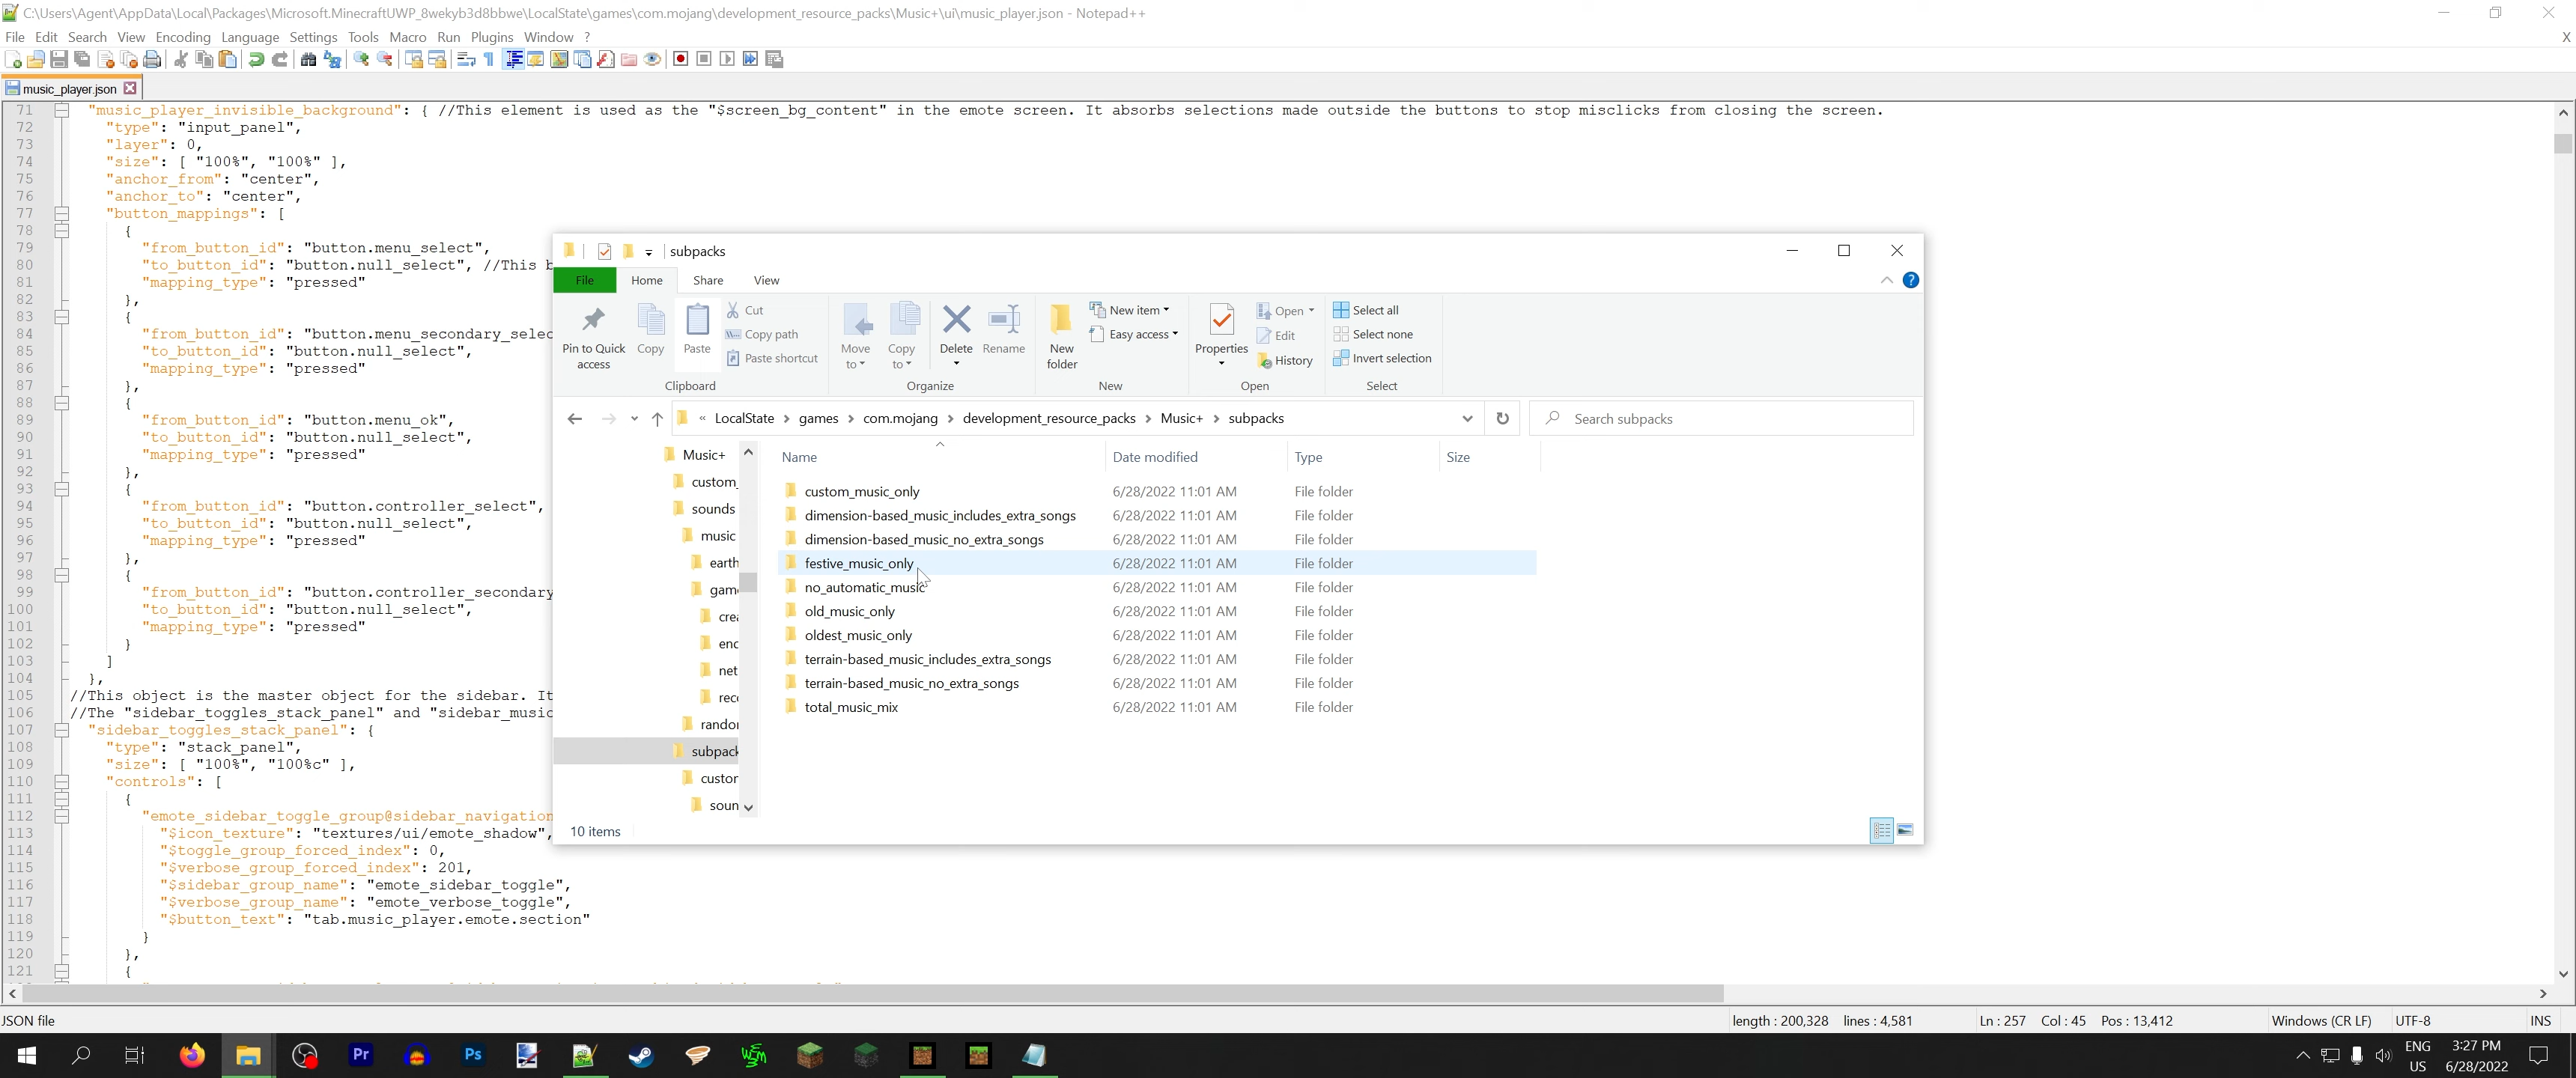 C:\Users\Agent\AppData\Local\Packages\Microsoft.MinecraftUWP_8wekyb3d8bbwe\LocalState\games\com.mojang\development_resource_packs\Music+\ui\music_player.json - Notepad++
File Edit Search View Encoding Language Settings Tools Macro Run Plugins Window ? X
music_player.json
71 "music_player_invisible_background": { //This element is used as the "$screen_bg_content" in the emote screen. It absorbs selections made outside the buttons to stop misclicks from closing the screen.
72 "type": "input_panel",
73 "layer": 0,
74 "size": [ "100%", "100%" ],
75 "anchor_from": "center",
76 "anchor_to": "center",
77 "button_mappings": [
78 {
79 "from_button_id": "button.menu_select",
80 "to_button_id": "button.null_select", //This b
81 "mapping_type": "pressed"
82 },
83 {
84 "from_button_id": "button.menu_secondary_selec
85 "to_button_id": "button.null_select",
86 "mapping_type": "pressed"
87 },
88 {
89 "from_button_id": "button.menu_ok",
90 "to_button_id": "button.null_select",
91 "mapping_type": "pressed"
92 },
93 {
94 "from_button_id": "button.controller_select",
95 "to_button_id": "button.null_select",
96 "mapping_type": "pressed"
97 },
98 {
99 "from_button_id": "button.controller_secondary
100 "to_button_id": "button.null_select",
101 "mapping_type": "pressed"
102 }
103 ]
104 },
105 //This object is the master object for the sidebar. It
106 //The "sidebar_toggles_stack_panel" and "sidebar_music
107 "sidebar_toggles_stack_panel": {
108 "type": "stack_panel",
109 "size": [ "100%", "100%c" ],
110 "controls": [
111 {
112 "emote_sidebar_toggle_group@sidebar_navigation
113 "$icon_texture": "textures/ui/emote_shadow",
114 "$toggle_group_forced_index": 0,
115 "$verbose_group_forced_index": 201,
116 "$sidebar_group_name": "emote_sidebar_toggle",
117 "$verbose_group_name": "emote_verbose_toggle",
118 "$button_text": "tab.music_player.emote.section"
119 }
120 },
121 {
subpacks
File Home Share View
Pin to Quick access
Copy
Paste
Cut
Copy path
Paste shortcut
Clipboard
Move to
Copy to
Delete
Rename
Organize
New folder
New item
Easy access
New
Properties
Open
Edit
History
Open
Select all
Select none
Invert selection
Select
« LocalState › games › com.mojang › development_resource_packs › Music+ › subpacks
Search subpacks
Music+
custom_
sounds
music
earth
gam
crea
end
net
reco
randor
subpack
custor
soun
Name Date modified Type Size
custom_music_only 6/28/2022 11:01 AM File folder
dimension-based_music_includes_extra_songs 6/28/2022 11:01 AM File folder
dimension-based_music_no_extra_songs 6/28/2022 11:01 AM File folder
festive_music_only 6/28/2022 11:01 AM File folder
no_automatic_music 6/28/2022 11:01 AM File folder
old_music_only 6/28/2022 11:01 AM File folder
oldest_music_only 6/28/2022 11:01 AM File folder
terrain-based_music_includes_extra_songs 6/28/2022 11:01 AM File folder
terrain-based_music_no_extra_songs 6/28/2022 11:01 AM File folder
total_music_mix 6/28/2022 11:01 AM File folder
10 items
JSON file length : 200,328 lines : 4,581 Ln : 257 Col : 45 Pos : 13,412 Windows (CR LF) UTF-8 INS
Pr Ps
ENG US
3:27 PM
6/28/2022